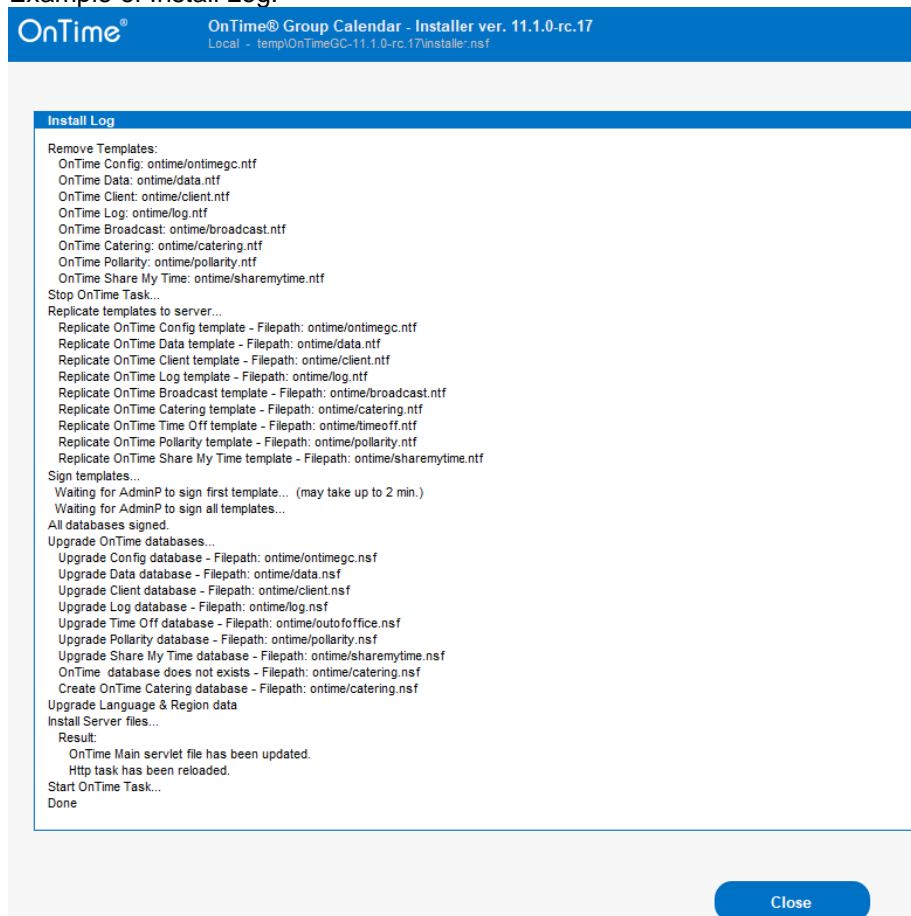 Example of Install Log:
OnTime®
OnTime® Group Calendar - Installer ver. 11.1.0-rc.17
Local - temp\OnTimeGC-11.1.0-rc.17\installer.nsf
Install Log
Remove Templates:
OnTime Config: ontime/ontimegc.ntf
OnTime Data: ontime/data.ntf
OnTime Client: ontime/client.ntf
OnTime Log: ontime/log.ntf
OnTime Broadcast: ontime/broadcast.ntf
OnTime Catering: ontime/catering.ntf
OnTime Pollarity: ontime/pollarity.ntf
OnTime Share My Time: ontime/sharemytime.ntf
Stop OnTime Task...
Replicate templates to server...
Replicate OnTime Config template - Filepath: ontime/ontimegc.ntf
Replicate OnTime Data template - Filepath: ontime/data.ntf
Replicate OnTime Client template - Filepath: ontime/client.ntf
Replicate OnTime Log template - Filepath: ontime/log.ntf
Replicate OnTime Broadcast template - Filepath: ontime/broadcast.ntf
Replicate OnTime Catering template - Filepath: ontime/catering.ntf
Replicate OnTime Time Off template - Filepath: ontime/timeoff.ntf
Replicate OnTime Pollarity template - Filepath: ontime/pollarity.ntf
Replicate OnTime Share My Time template - Filepath: ontime/sharemytime.ntf
Sign templates...
Waiting for AdminP to sign first template... (may take up to 2 min.)
Waiting for AdminP to sign all templates...
All databases signed.
Upgrade OnTime databases...
Upgrade Config database - Filepath: ontime/ontimegc.nsf
Upgrade Data database - Filepath: ontime/data.nsf
Upgrade Client database - Filepath: ontime/client.nsf
Upgrade Log database - Filepath: ontime/log.nsf
Upgrade Time Off database - Filepath: ontime/outofoffice.nsf
Upgrade Pollarity database - Filepath: ontime/pollarity.nsf
Upgrade Share My Time database - Filepath: ontime/sharemytime.nsf
OnTime database does not exists - Filepath: ontime/catering.nsf
Create OnTime Catering database - Filepath: ontime/catering.nsf
Upgrade Language & Region data
Install Server files...
Result:
OnTime Main servlet file has been updated.
Http task has been reloaded.
Start OnTime Task...
Done
Close